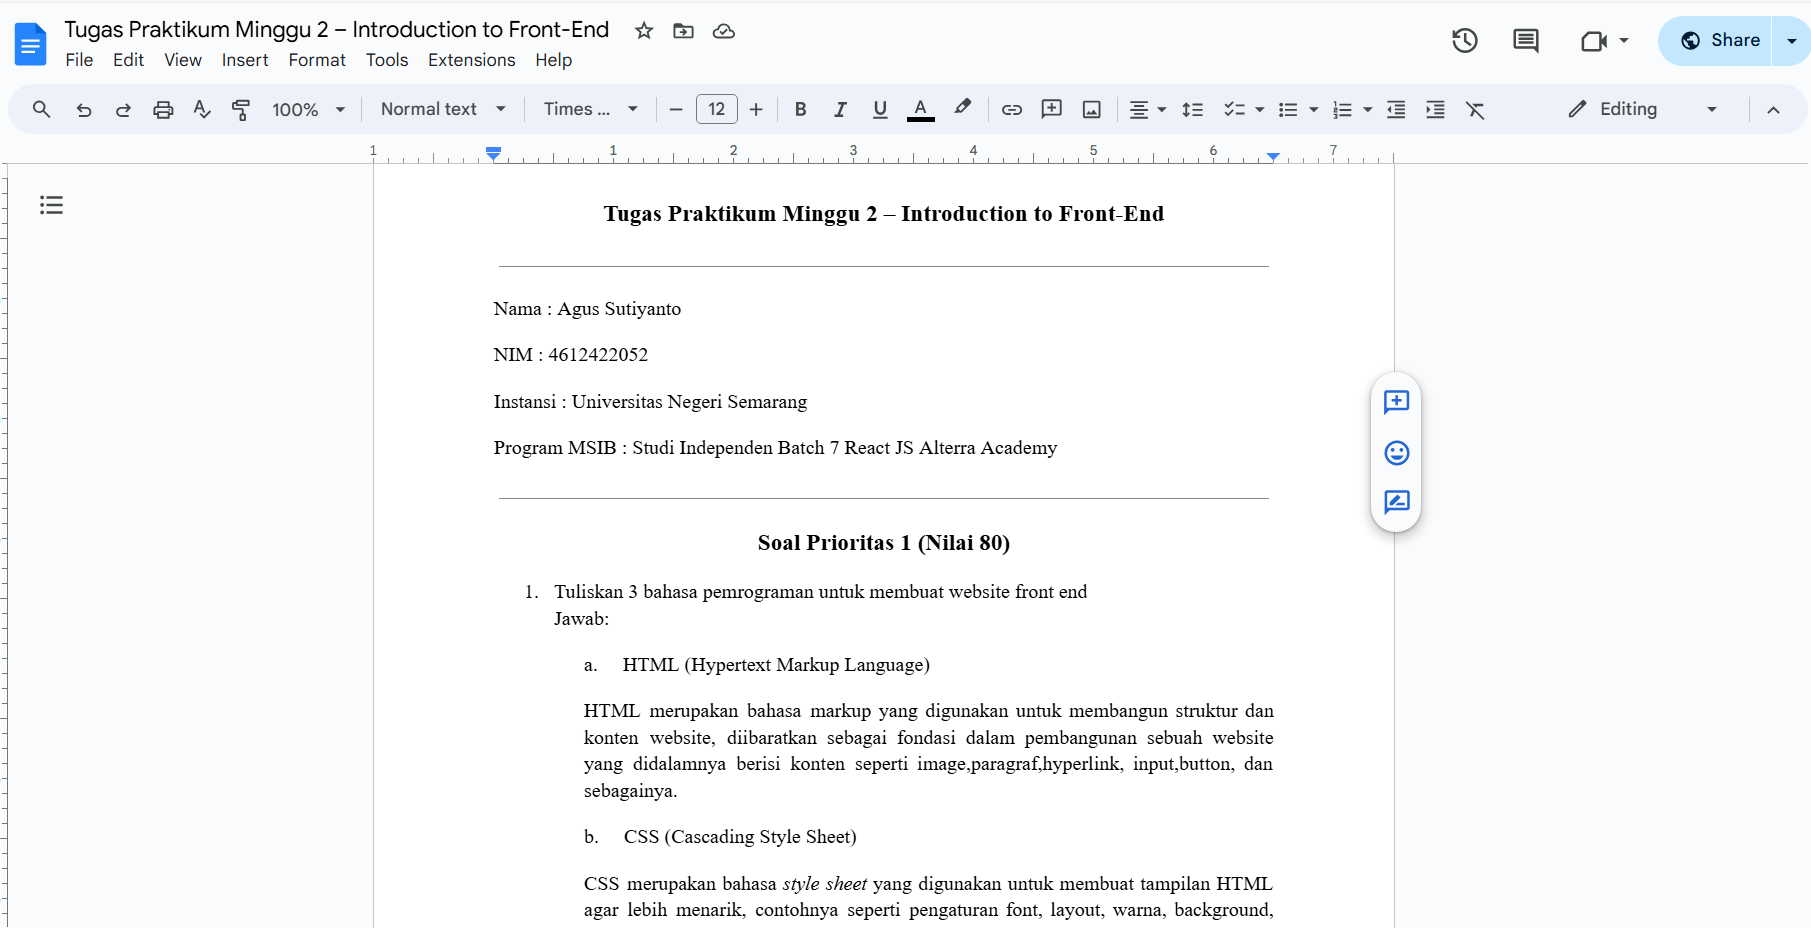 Tugas Praktikum Minggu 2 – Introduction to Front-End
File Edit View Insert Format Tools Extensions Help
Share
100% Normal text Times ... 12 B I U A Editing
1 1 2 3 4 5 6 7
Tugas Praktikum Minggu 2 – Introduction to Front-End
Nama : Agus Sutiyanto
NIM : 4612422052
Instansi : Universitas Negeri Semarang
Program MSIB : Studi Independen Batch 7 React JS Alterra Academy
Soal Prioritas 1 (Nilai 80)
1. Tuliskan 3 bahasa pemrograman untuk membuat website front end
Jawab:
a. HTML (Hypertext Markup Language)
HTML merupakan bahasa markup yang digunakan untuk membangun struktur dan
konten website, diibaratkan sebagai fondasi dalam pembangunan sebuah website
yang didalamnya berisi konten seperti image,paragraf,hyperlink, input,button, dan
sebagainya.
b. CSS (Cascading Style Sheet)
CSS merupakan bahasa style sheet yang digunakan untuk membuat tampilan HTML
agar lebih menarik, contohnya seperti pengaturan font, layout, warna, background,